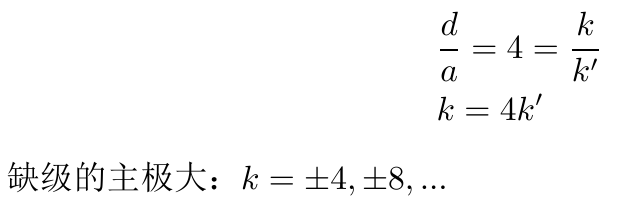 d/a = 4 = k/k′
k = 4k′
缺级的主极大：k = ±4, ±8, ...